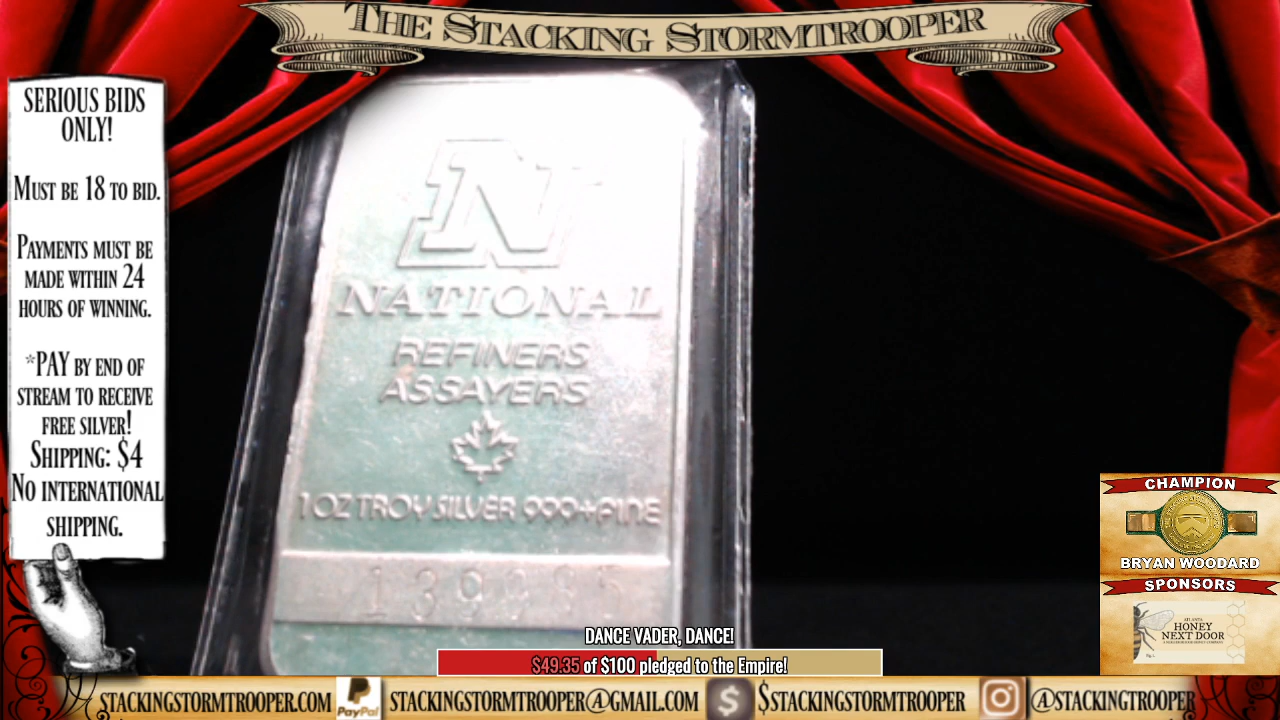 THE STACKING STORMTROOPER
SERIOUS BIDS
ONLY!
MUST BE 18 TO BID.
PAYMENTS MUST BE
MADE WITHIN 24
HOURS OF WINNING.
*PAY BY END OF
STREAM TO RECEIVE
FREE SILVER!
SHIPPING: $4
NO INTERNATIONAL
SHIPPING.
N
NATIONAL
REFINERS
ASSAYERS
1 OZ TROY SILVER 999+FINE
CHAMPION
BRYAN WOODARD
SPONSORS
ATLANTA
HONEY
NEXT DOOR
DANCE VADER, DANCE!
$49.35 of $100 pledged to the Empire!
STACKINGSTORMTROOPER.COM
PayPal
STACKINGSTORMTROOPER@GMAIL.COM
$
$STACKINGSTORMTROOPER
@STACKINGTROOPER